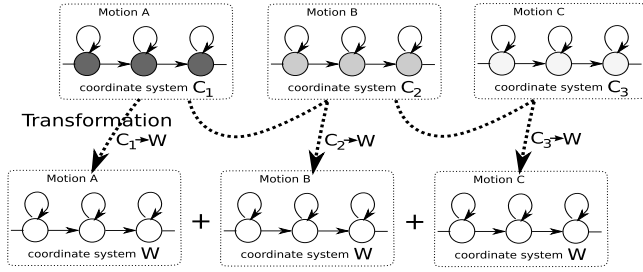 Motion A
Motion B
Motion C
coordinate system C1
coordinate system C2
coordinate system C3
Transformation
C1→W
C2→W
C3→W
Motion A
Motion B
Motion C
+
+
coordinate system W
coordinate system W
coordinate system W